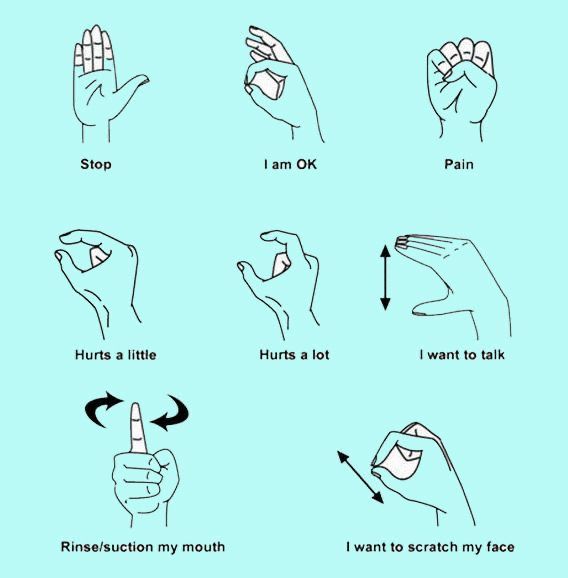 Stop
I am OK
Pain
Hurts a little
Hurts a lot
I want to talk
Rinse/suction my mouth
I want to scratch my face